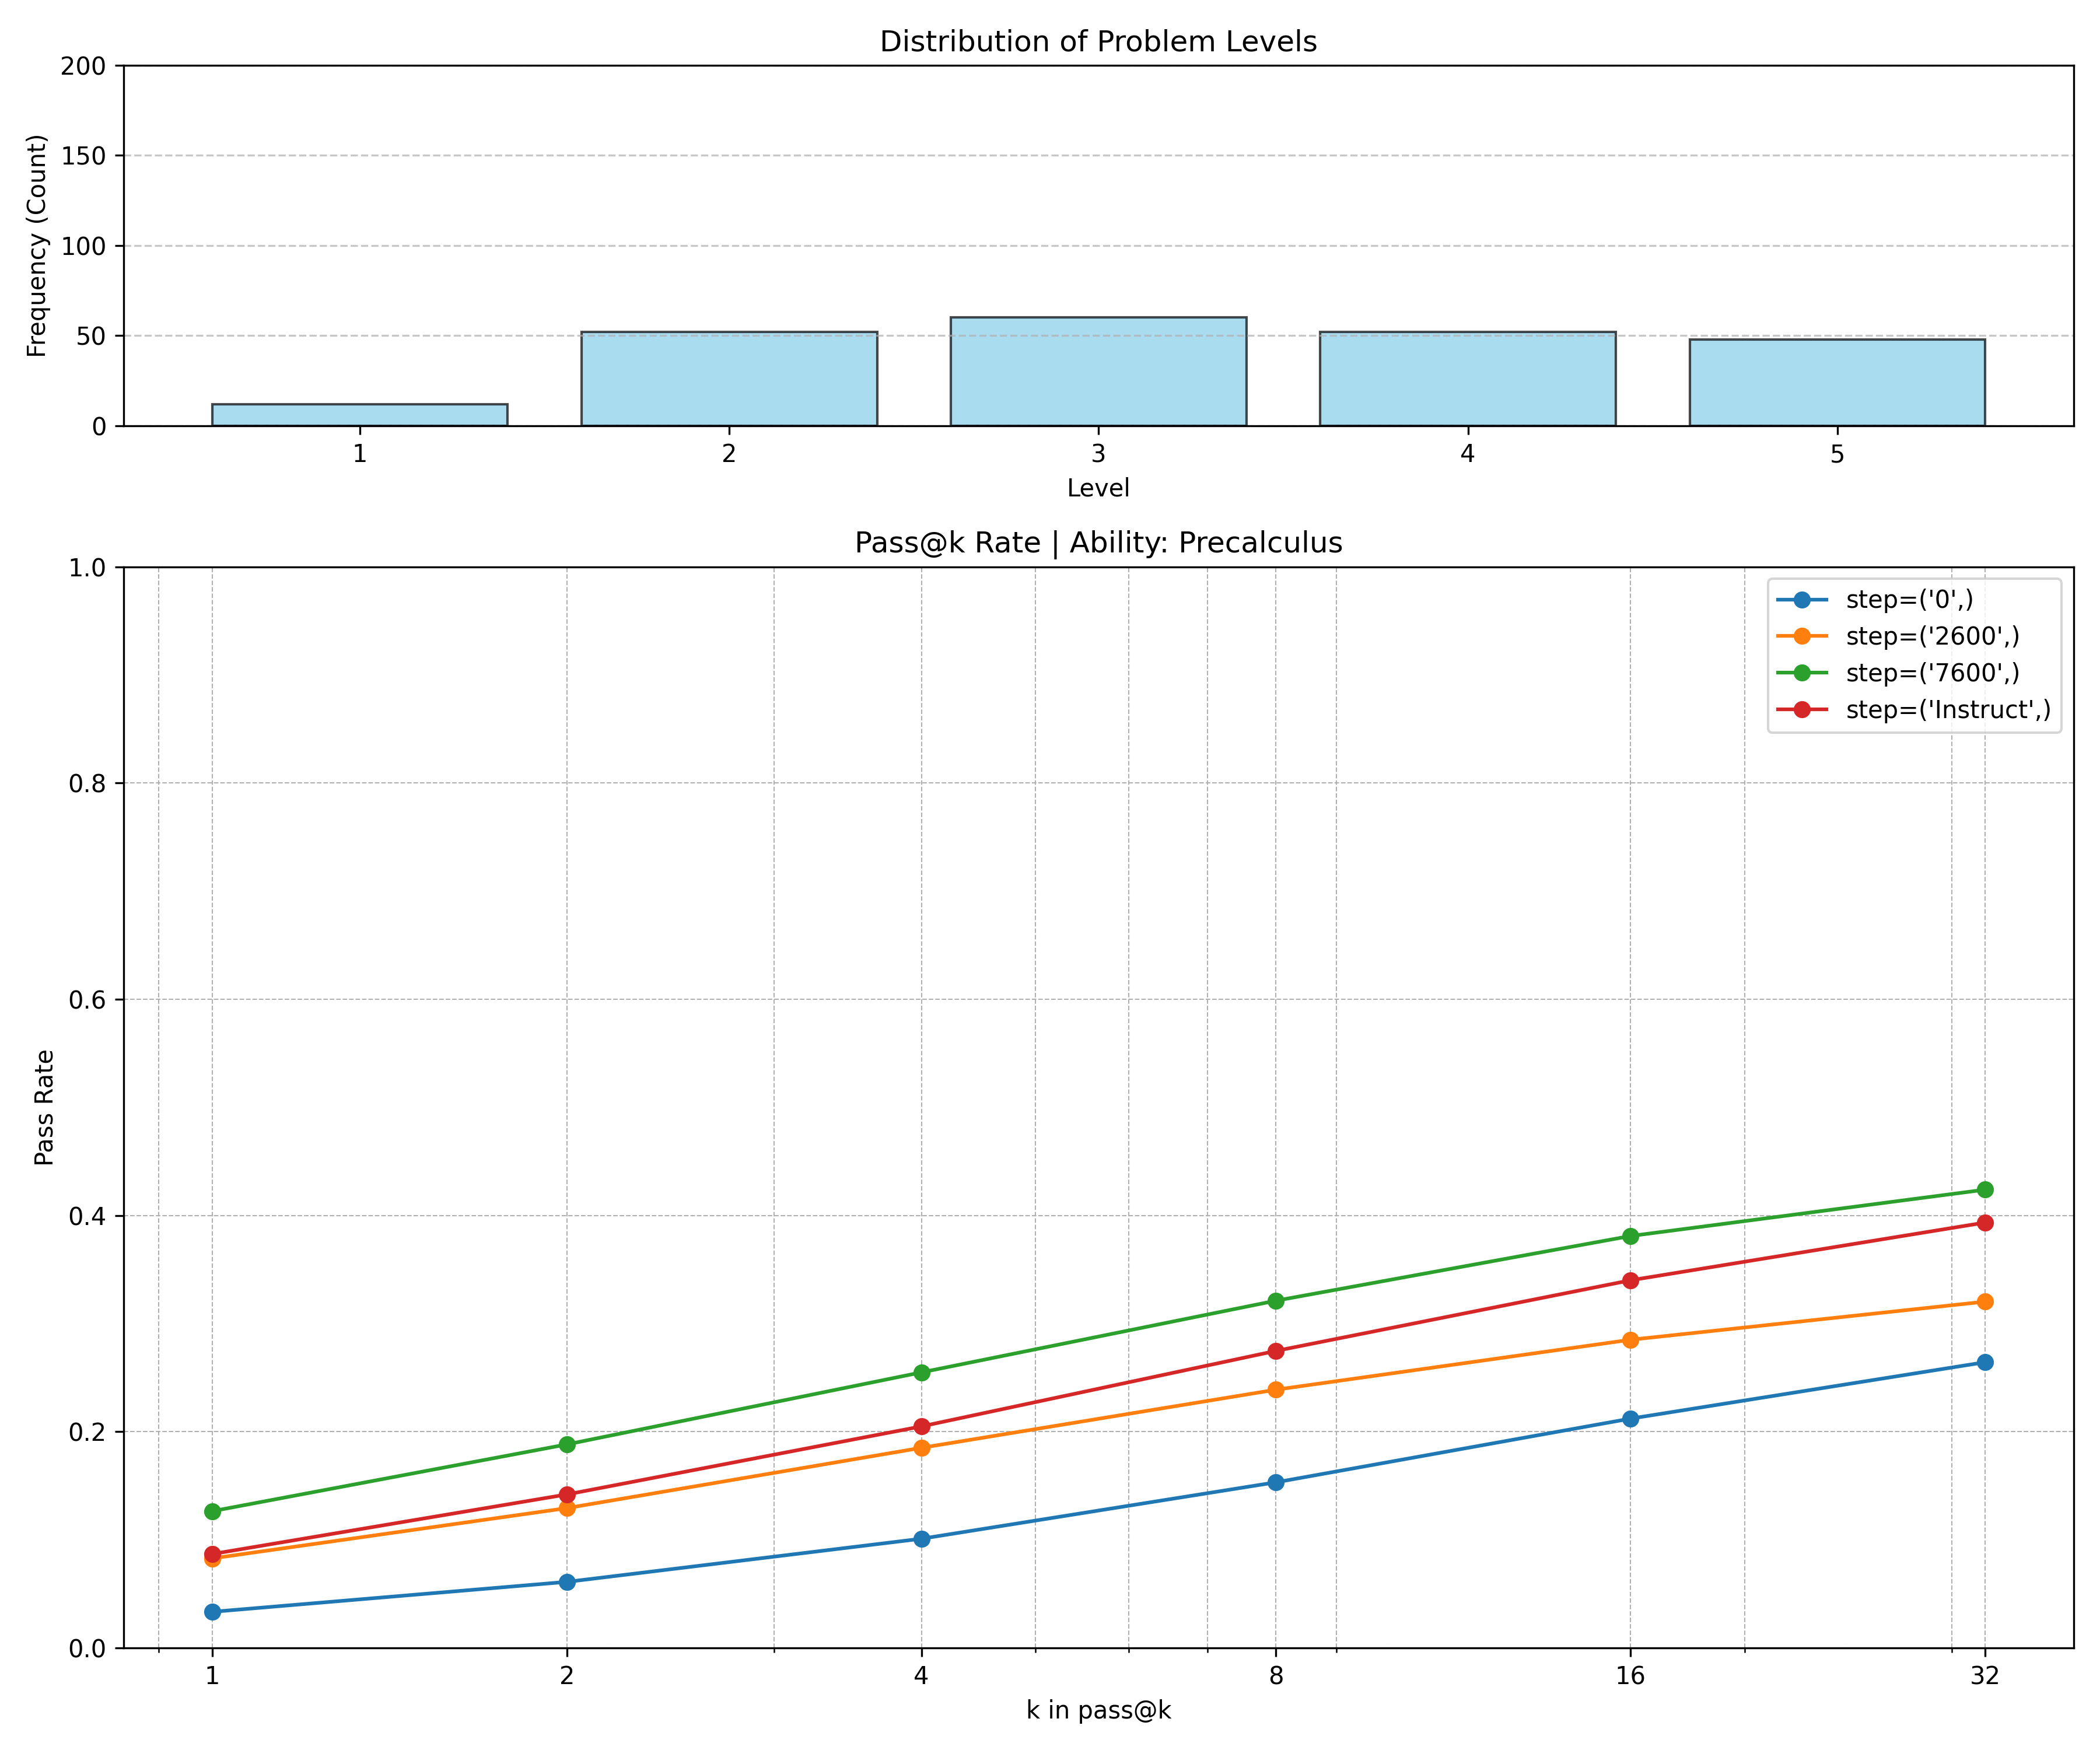 Distribution of Problem Levels
200
150
100
50
0
Frequency (Count)
1 2 3 4 5
Level
Pass@k Rate | Ability: Precalculus
1.0
0.8
0.6
0.4
0.2
0.0
Pass Rate
step=('0',)
step=('2600',)
step=('7600',)
step=('Instruct',)
1 2 4 8 16 32
k in pass@k